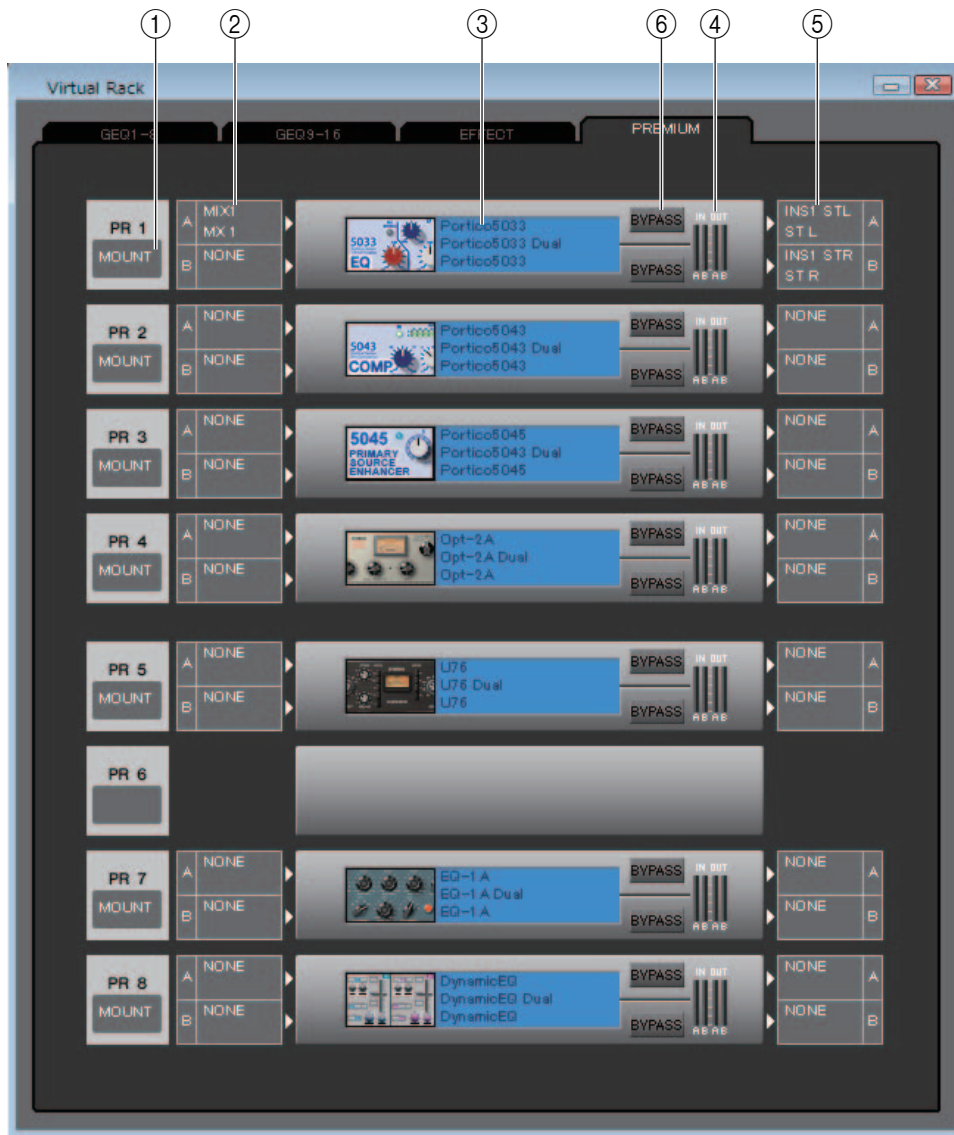 ① ② ③ ⑥ ④ ⑤
Virtual Rack
GEQ1-8 GEQ9-16 EFFECT PREMIUM
PR 1
MOUNT
A MIX1
MX 1
B NONE
5033
EQ
Portico5033
Portico5033 Dual
Portico5033
BYPASS
BYPASS
IN OUT
A B A B
INS1 STL A
ST L
INS1 STR B
ST R
PR 2
MOUNT
A NONE
B NONE
5043
COMP
Portico5043
Portico5043 Dual
Portico5043
BYPASS
BYPASS
IN OUT
A B A B
NONE A
NONE B
PR 3
MOUNT
A NONE
B NONE
5045
PRIMARY
SOURCE
ENHANCER
Portico5045
Portico5043 Dual
Portico5045
BYPASS
BYPASS
IN OUT
A B A B
NONE A
NONE B
PR 4
MOUNT
A NONE
B NONE
Opt-2A
Opt-2A Dual
Opt-2A
BYPASS
BYPASS
IN OUT
A B A B
NONE A
NONE B
PR 5
MOUNT
A NONE
B NONE
U76
U76 Dual
U76
BYPASS
BYPASS
IN OUT
A B A B
NONE A
NONE B
PR 6
PR 7
MOUNT
A NONE
B NONE
EQ-1A
EQ-1A Dual
EQ-1A
BYPASS
BYPASS
IN OUT
A B A B
NONE A
NONE B
PR 8
MOUNT
A NONE
B NONE
DynamicEQ
DynamicEQ Dual
DynamicEQ
BYPASS
BYPASS
IN OUT
A B A B
NONE A
NONE B